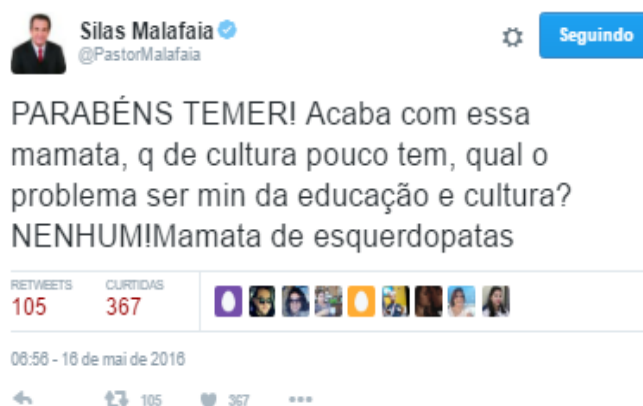 Silas Malafaia
@PastorMalafaia
Seguindo
PARABÉNS TEMER! Acaba com essa
mamata, q de cultura pouco tem, qual o
problema ser min da educação e cultura?
NENHUM!Mamata de esquerdopatas
RETWEETS CURTIDAS
105 367
06:56 - 16 de mai de 2016
105 367